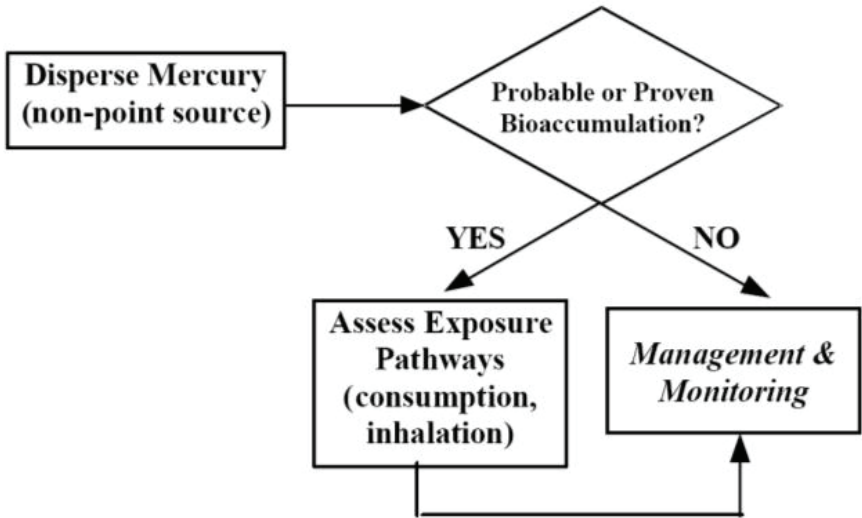 Disperse Mercury
(non-point source)
Probable or Proven
Bioaccumulation?
YES
NO
Assess Exposure
Pathways
(consumption,
inhalation)
Management &
Monitoring